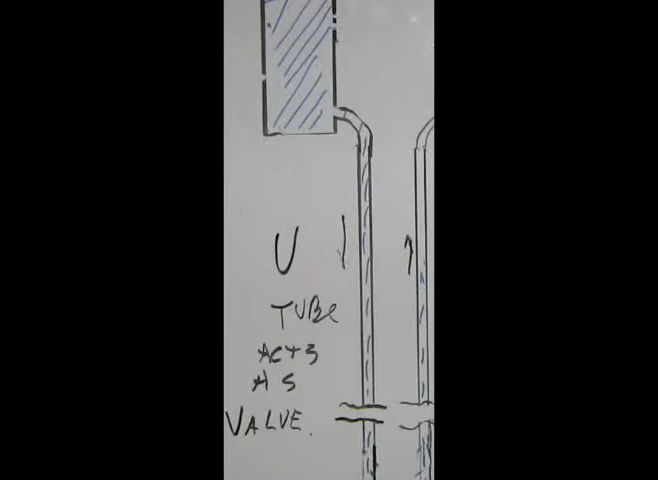 U
TUBE
ACTS
AS
VALVE.